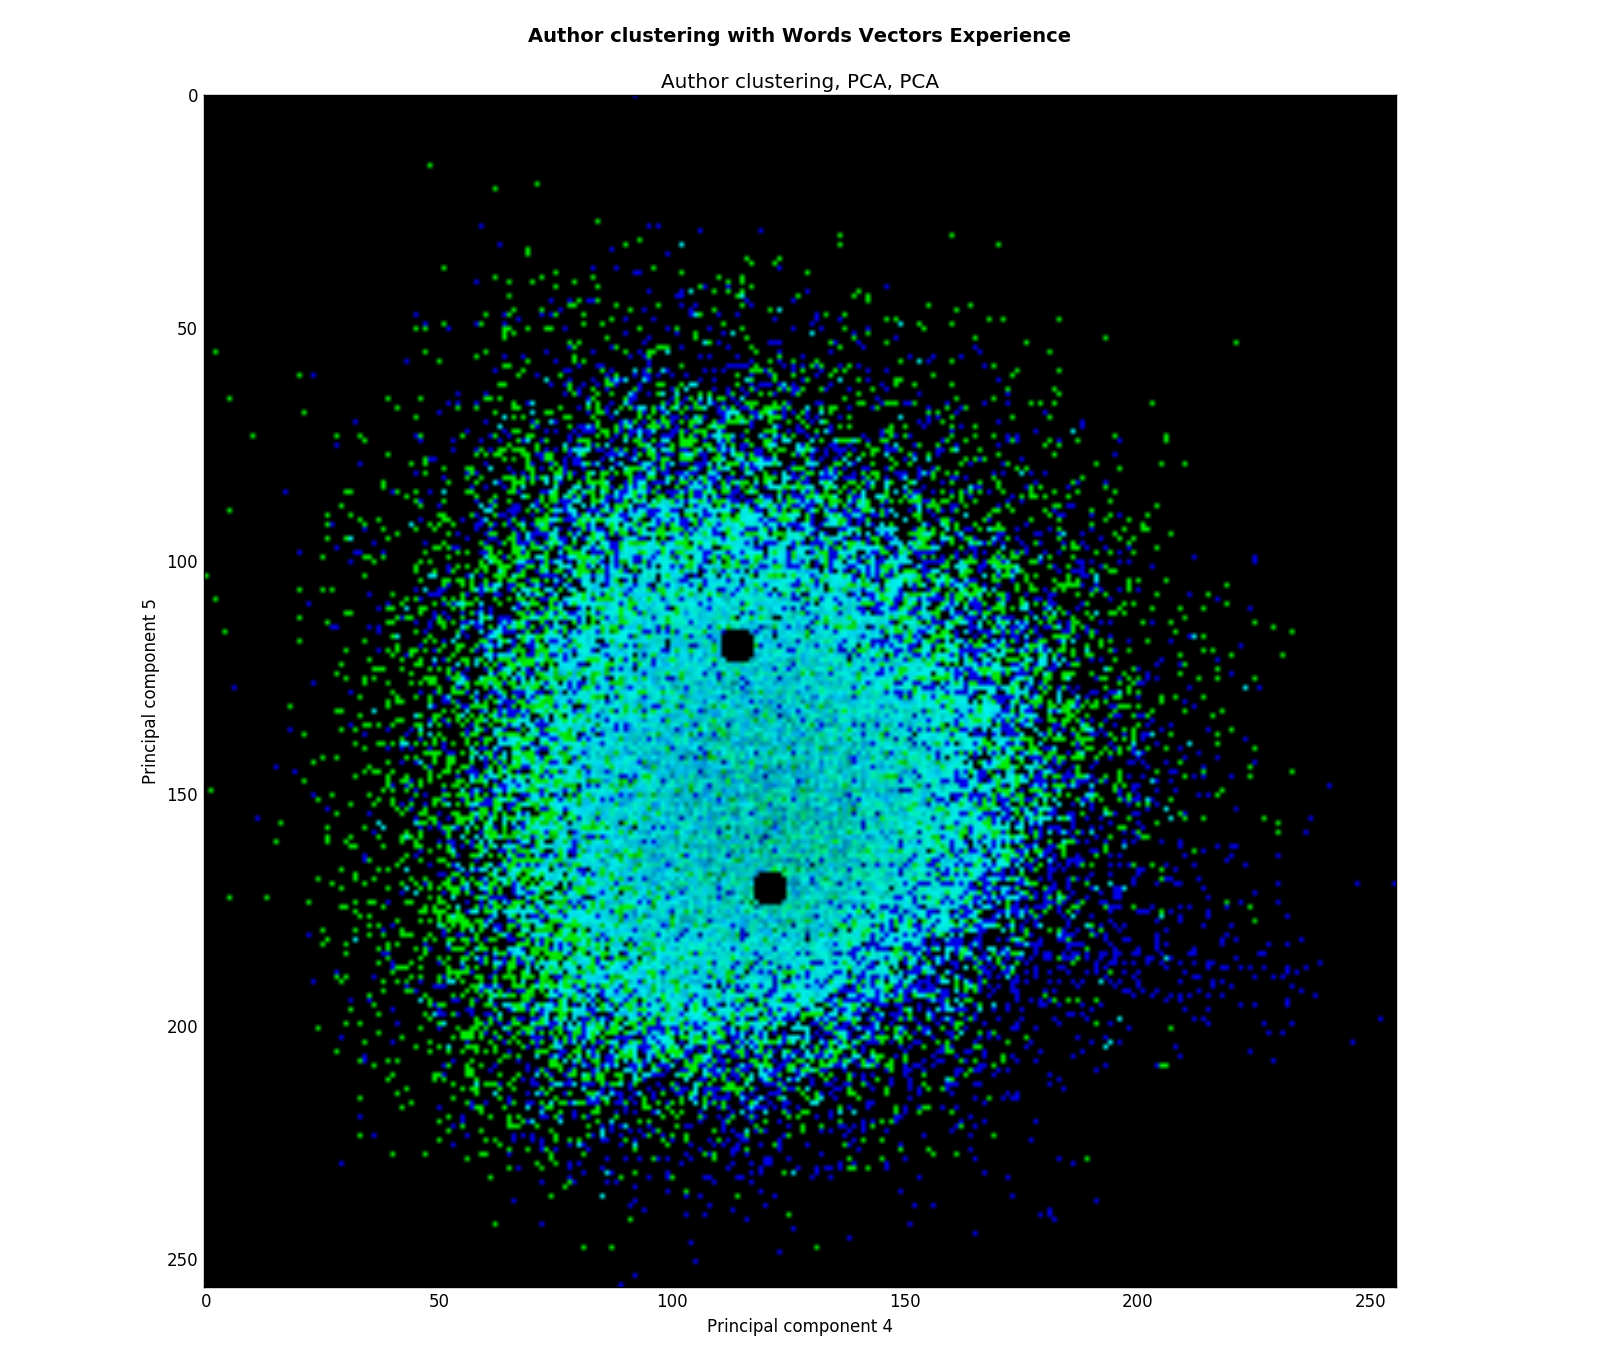 Author clustering with Words Vectors Experience
Author clustering, PCA, PCA
0
50
100
150
200
250
Principal component 5
0 50 100 150 200 250
Principal component 4